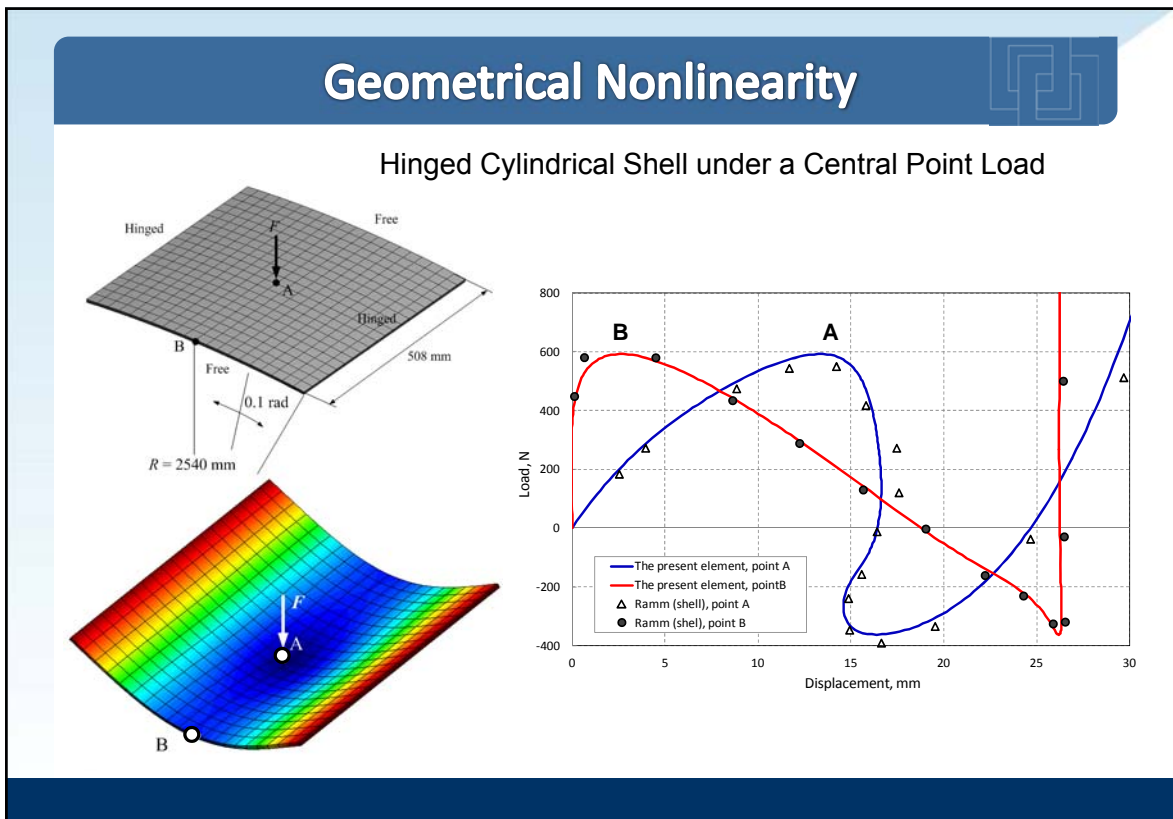 Geometrical Nonlinearity
Hinged Cylindrical Shell under a Central Point Load
Hinged
Free
F
A
Hinged
508 mm
B
Free
0.1 rad
R = 2540 mm
F
A
B
B
A
800
600
400
200
0
-200
-400
Load, N
The present element, point A
The present element, pointB
Ramm (shell), point A
Ramm (shel), point B
0 5 10 15 20 25 30
Displacement, mm